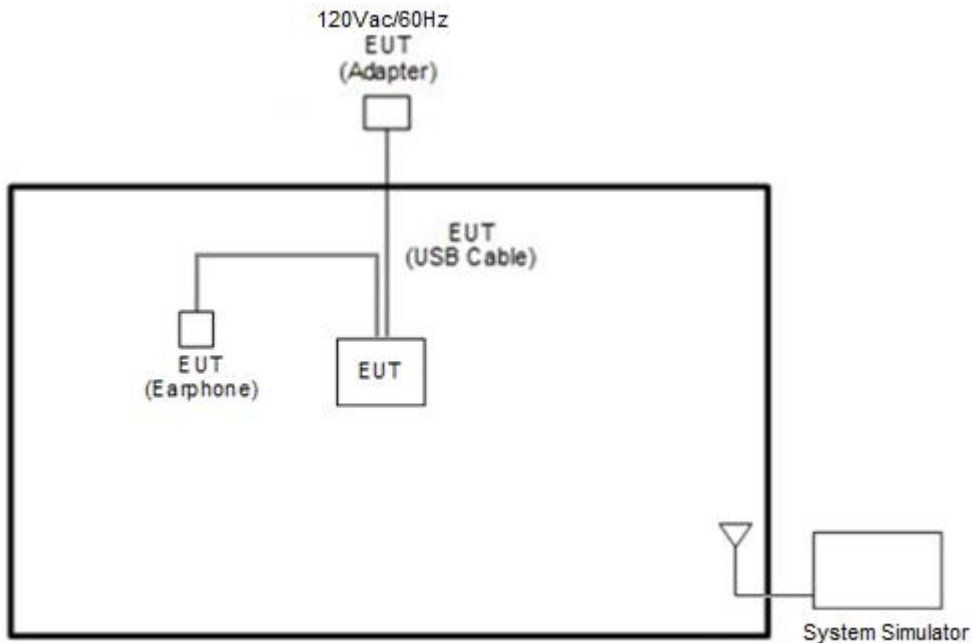 120Vac/60Hz
EUT
(Adapter)
EUT
(USB Cable)
EUT
(Earphone)
EUT
System Simulator